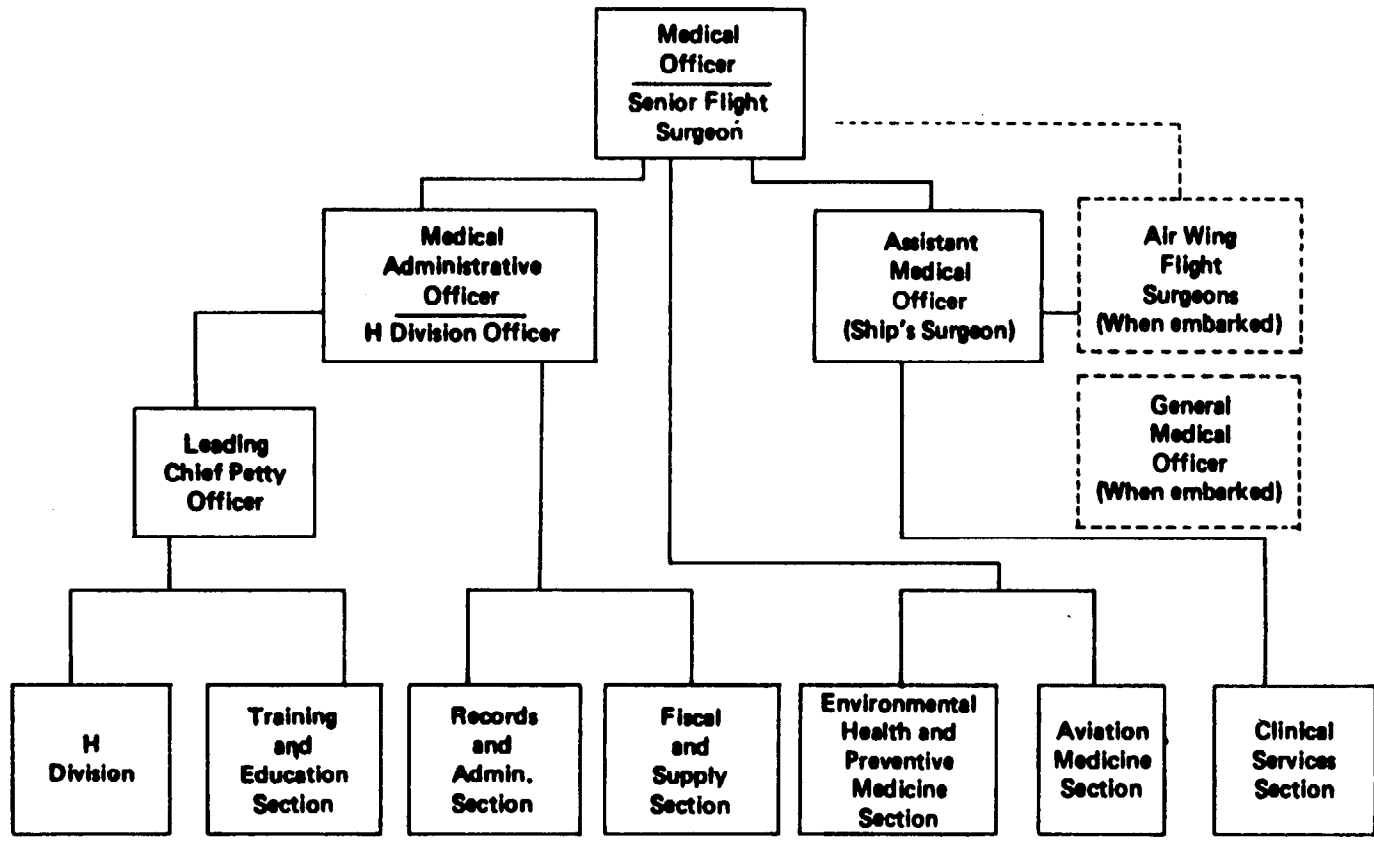 Medical
Officer
Senior Flight
Surgeon
Medical
Administrative
Officer
H Division Officer
Assistant
Medical
Officer
(Ship's Surgeon)
Air Wing
Flight
Surgeons
(When embarked)
General
Medical
Officer
(When embarked)
Leading
Chief Petty
Officer
H
Division
Training
and
Education
Section
Records
and
Admin.
Section
Fiscal
and
Supply
Section
Environmental
Health and
Preventive
Medicine
Section
Aviation
Medicine
Section
Clinical
Services
Section